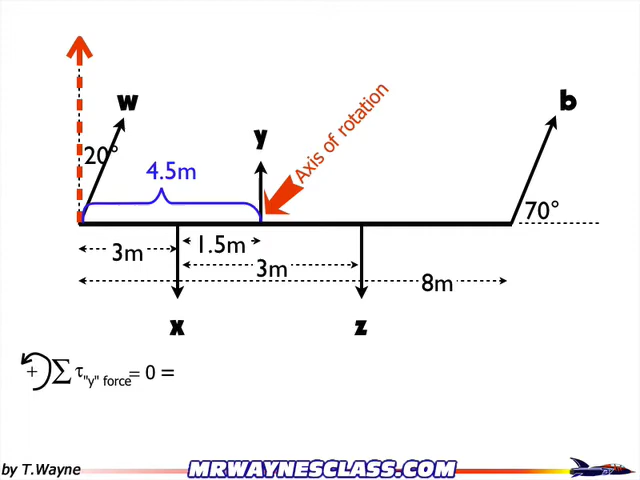 w
b
20°
Axis of rotation
y
4.5m
70°
1.5m
3m
3m
8m
x
z
+ ∑ τ"y" force = 0 =
by T.Wayne
MRWAYNESCLASS.COM